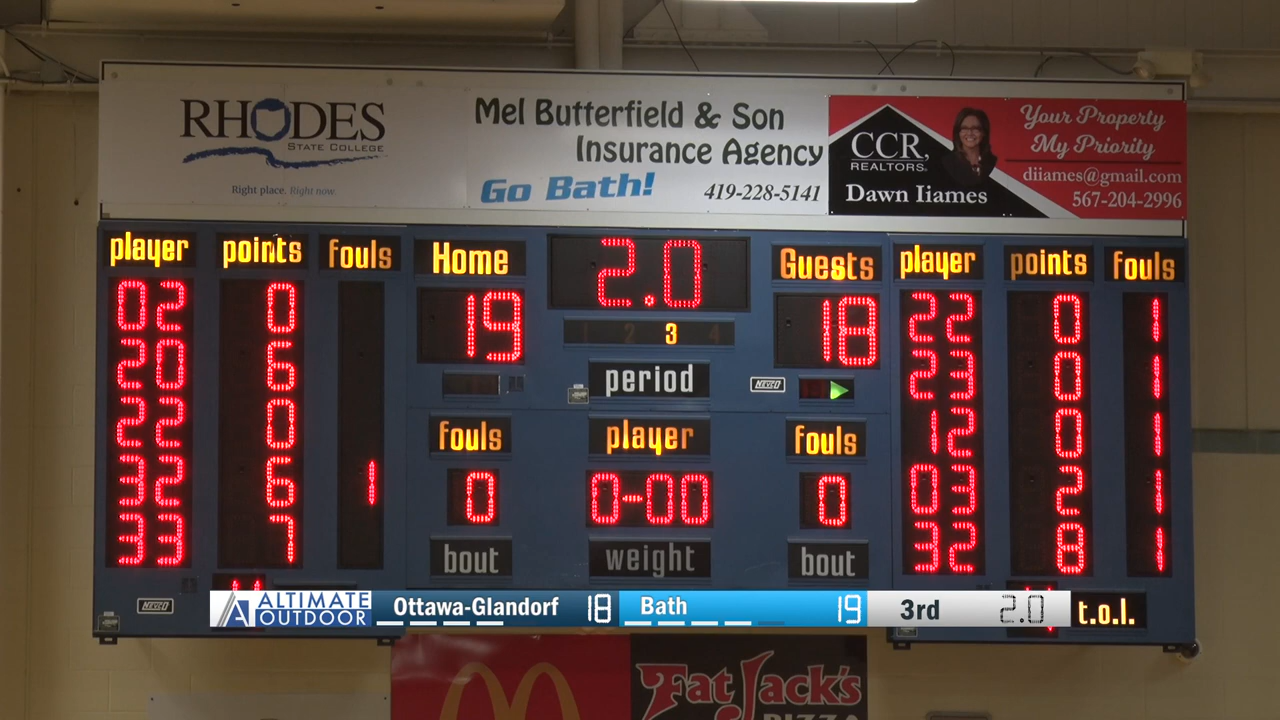 RHODES
STATE COLLEGE
Right place. Right now.
Mel Butterfield & Son
Insurance Agency
Go Bath!
419-228-5141
CCR,
REALTORS
Dawn Iiames
Your Property
My Priority
diiames@gmail.com
567-204-2996
player points fouls
02 0
20 6
22 0
32 6 1
33 7
Home 2.0 Guests
19 18
2 3 4
period
NEVCO
fouls player fouls
0 0-00 0
bout weight bout
player points fouls
22 0 1
23 0 1
12 0 1
03 2 1
32 8 1
NEVCO
ALTIMATE
OUTDOOR
Ottawa-Glandorf 18 Bath 19 3rd 2.0
t.o.l.
Fat Jack's
PIZZA